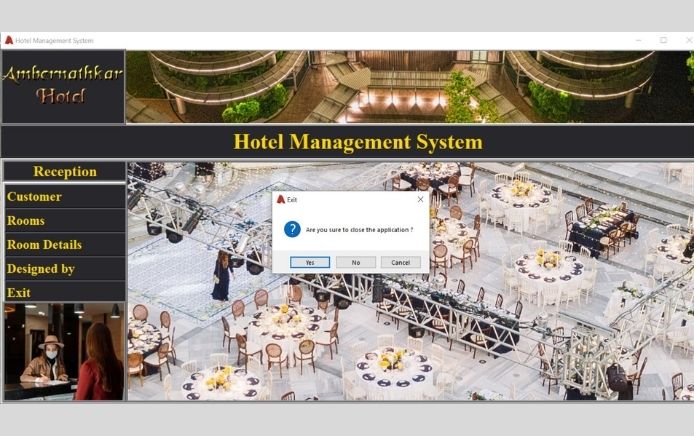 Hotel Management System
Ambernathkar
Hotel
Hotel Management System
Reception
Customer
Rooms
Room Details
Designed by
Exit
Exit
Are you sure to close the application ?
Yes No Cancel